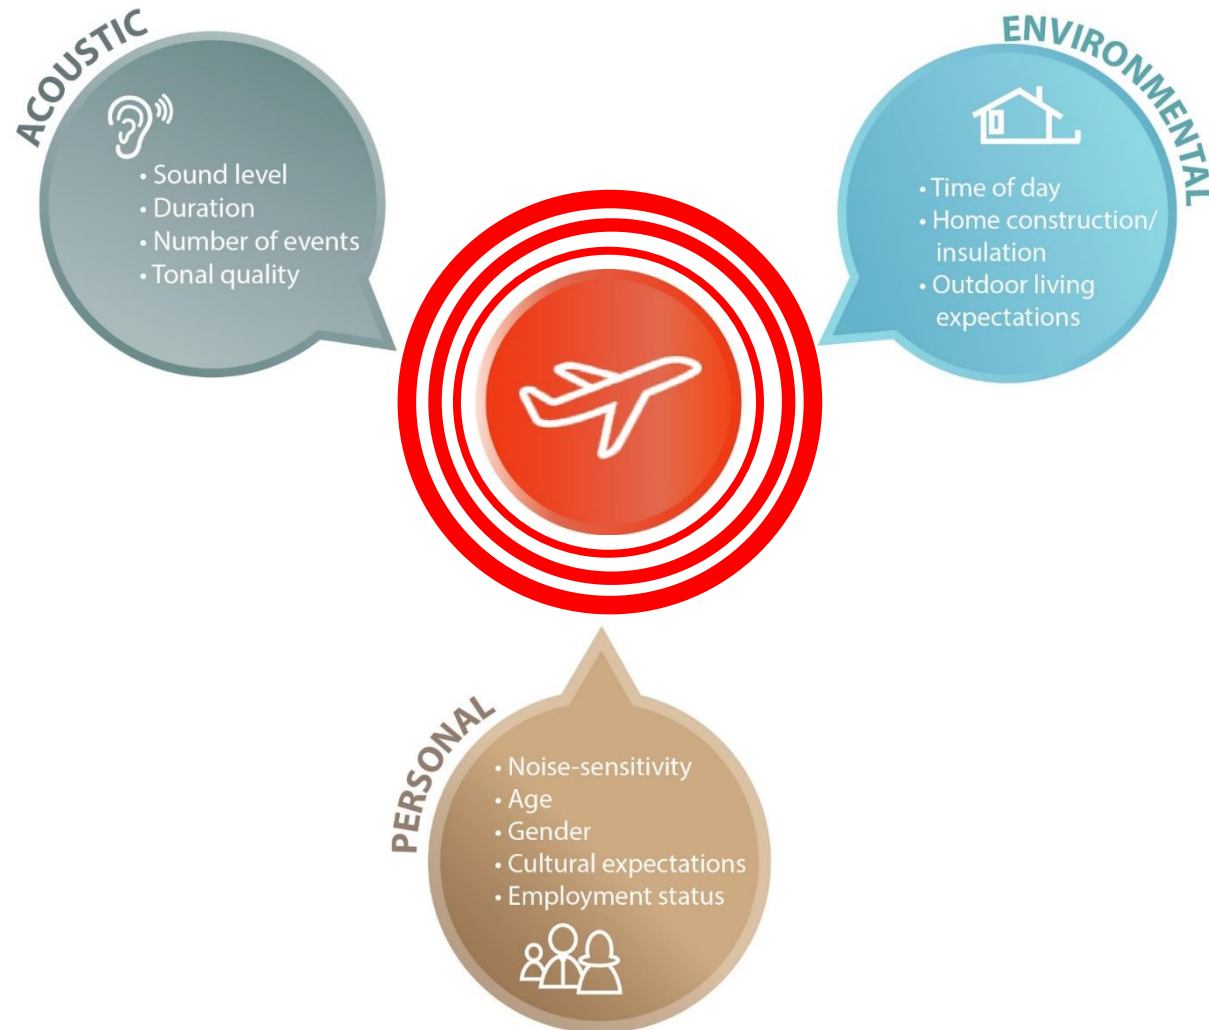 ACOUSTIC
• Sound level
• Duration
• Number of events
• Tonal quality
ENVIRONMENTAL
• Time of day
• Home construction/
insulation
• Outdoor living
expectations
PERSONAL
• Noise-sensitivity
• Age
• Gender
• Cultural expectations
• Employment status